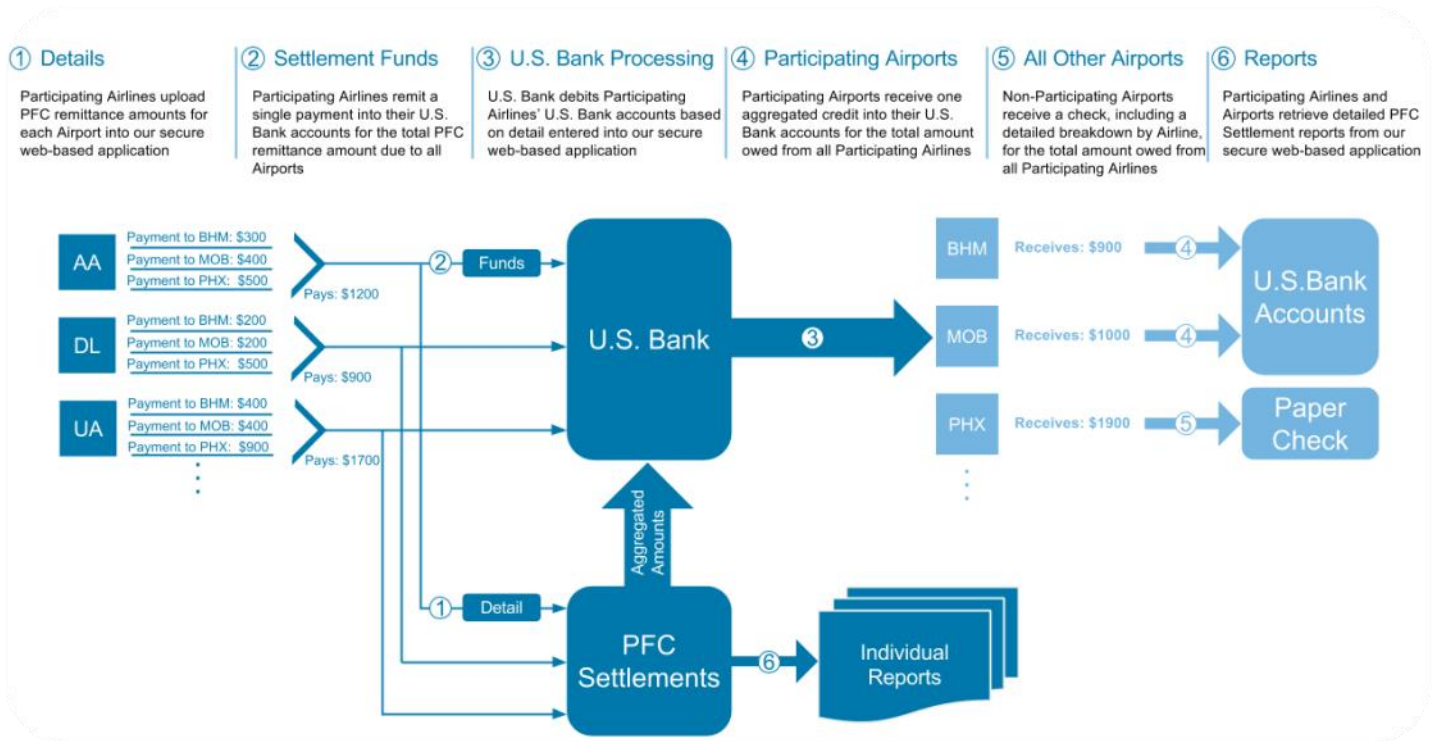 ① Details
Participating Airlines upload
PFC remittance amounts for
each Airport into our secure
web-based application
② Settlement Funds
Participating Airlines remit a
single payment into their U.S.
Bank accounts for the total PFC
remittance amount due to all
Airports
③ U.S. Bank Processing
U.S. Bank debits Participating
Airlines' U.S. Bank accounts based
on detail entered into our secure
web-based application
④ Participating Airports
Participating Airports receive one
aggregated credit into their U.S.
Bank accounts for the total amount
owed from all Participating Airlines
⑤ All Other Airports
Non-Participating Airports
receive a check, including a
detailed breakdown by Airline,
for the total amount owed from
all Participating Airlines
⑥ Reports
Participating Airlines and
Airports retrieve detailed PFC
Settlement reports from our
secure web-based application
AA
Payment to BHM: $300
Payment to MOB: $400
Payment to PHX: $500
Pays: $1200
DL
Payment to BHM: $200
Payment to MOB: $200
Payment to PHX: $500
Pays: $900
UA
Payment to BHM: $400
Payment to MOB: $400
Payment to PHX: $900
Pays: $1700
② Funds
U.S. Bank
③
BHM
Receives: $900
④
MOB
Receives: $1000
④
U.S.Bank
Accounts
PHX
Receives: $1900
⑤
Paper
Check
Aggregated
Amounts
① Detail
PFC
Settlements
⑥
Individual
Reports